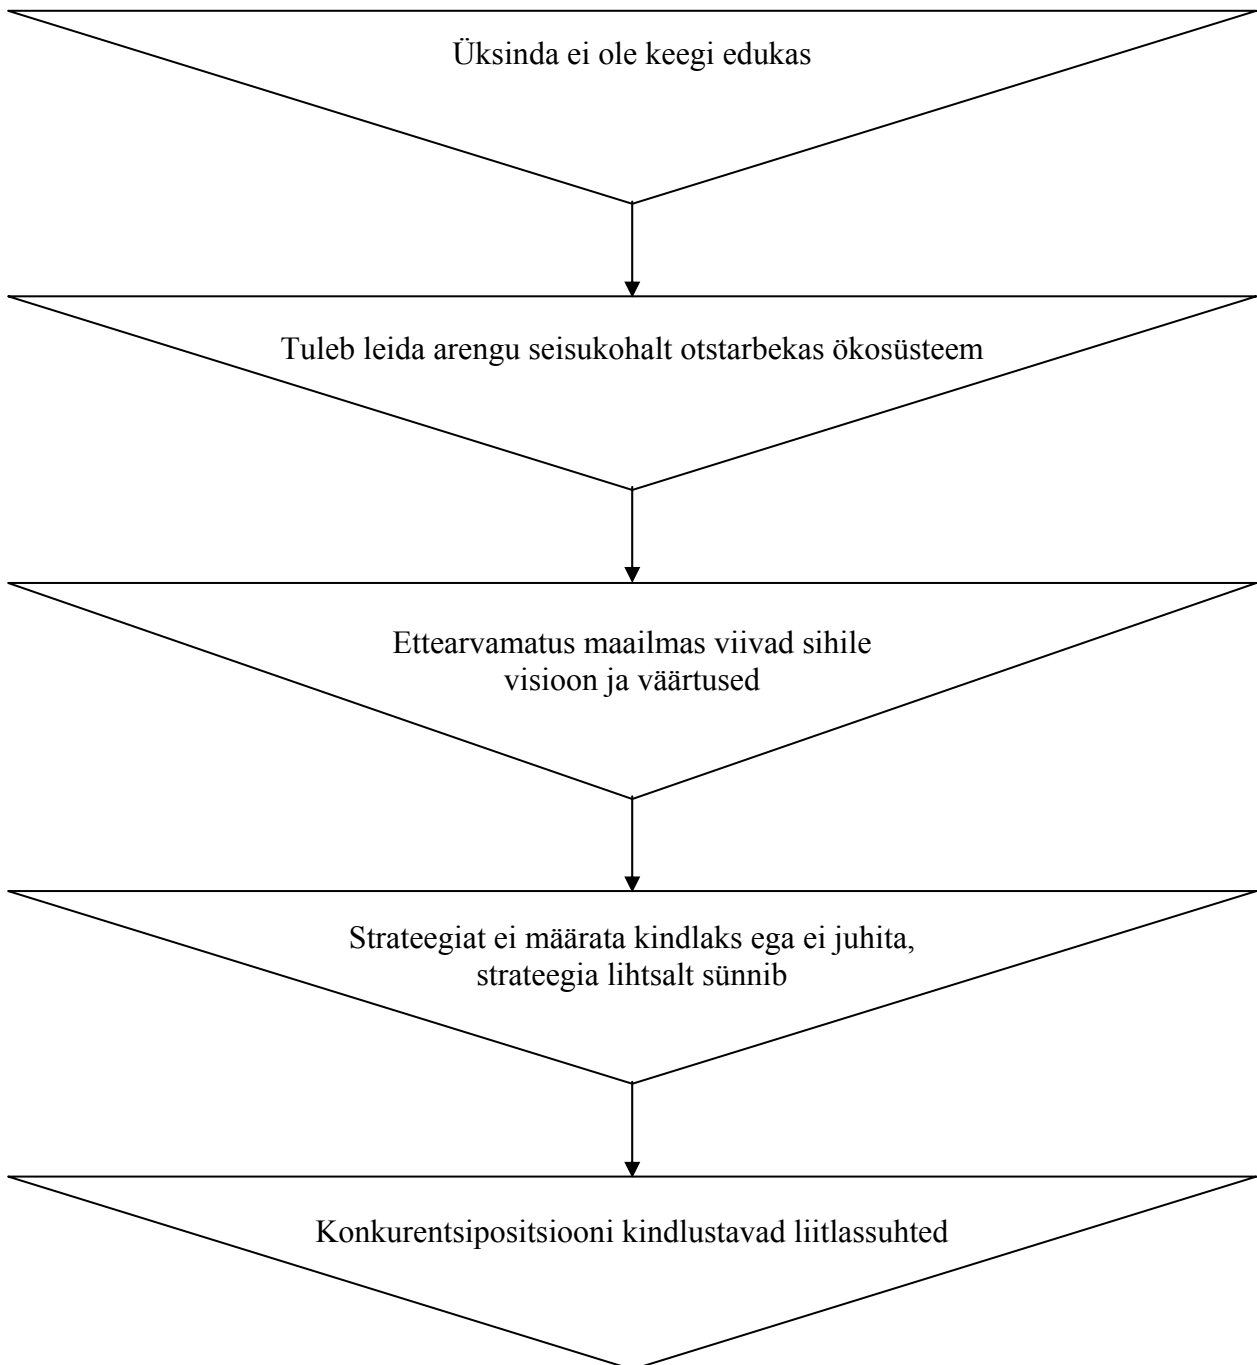 Üksinda ei ole keegi edukas
Tuleb leida arengu seisukohalt otstarbekas ökosüsteem
Ettearvamatus maailmas viivad sihile
visioon ja väärtused
Strateegiat ei määrata kindlaks ega ei juhita,
strateegia lihtsalt sünnib
Konkurentsipositsiooni kindlustavad liitlassuhted